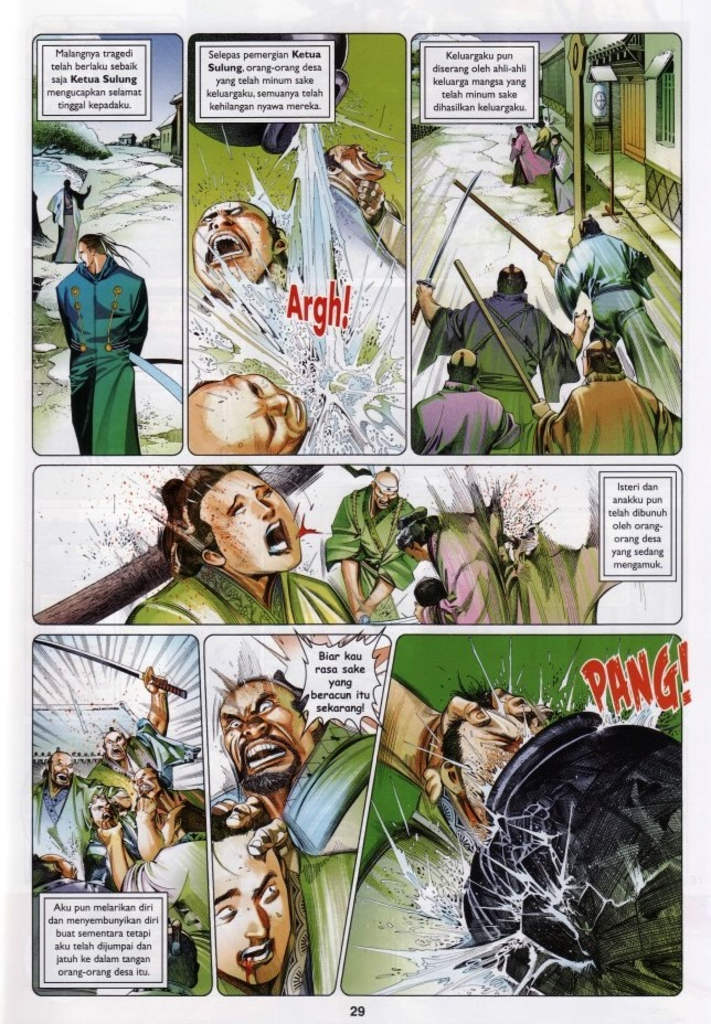 Malangnya tragedi
telah berlaku sebaik
saja Ketua Sulung
mengucapkan selamat
tinggal kepadaku.
Selepas pemergian Ketua
Sulung, orang-orang desa
yang telah minum sake
keluargaku, semuanya telah
kehilangan nyawa mereka.
Keluargaku pun
diserang oleh ahli-ahli
keluarga mangsa yang
telah minum sake yang
dihasilkan keluargaku.
Argh!
Isteri dan
anakku pun
telah dibunuh
oleh orang-
orang desa
yang sedang
mengamuk.
Biar kau
rasa sake
yang
beracun itu
sekarang!
PANG!
Aku pun melarikan diri
dan menyembunyikan diri
buat sementara tetapi
aku telah dijumpai dan
jatuh ke dalam tangan
orang-orang desa itu.
29